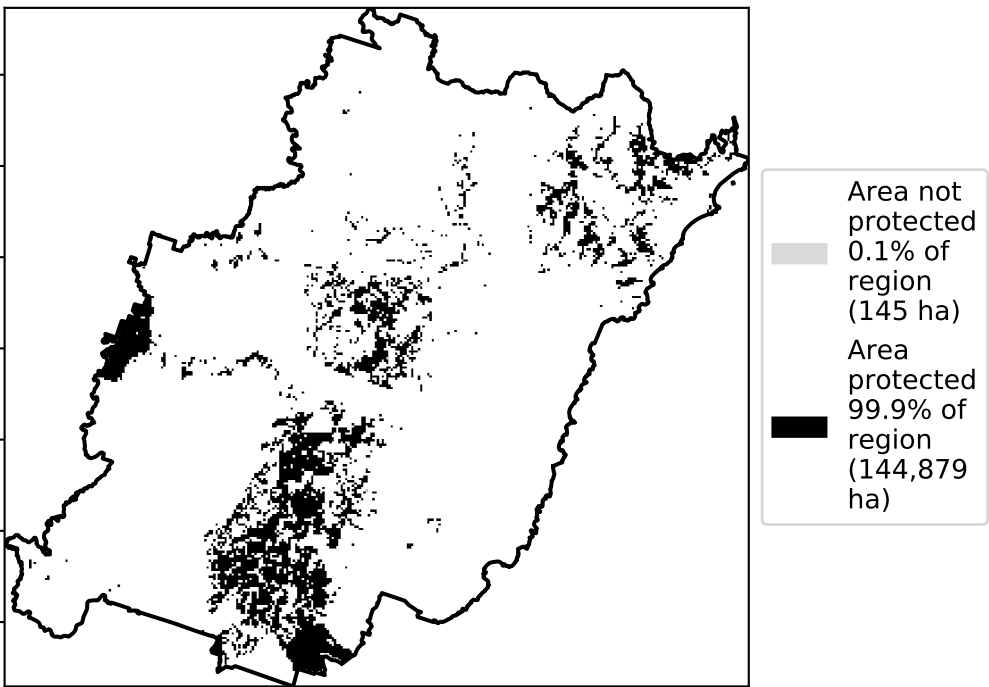 Area not
protected
0.1% of
region
(145 ha)
Area
protected
99.9% of
region
(144,879
ha)